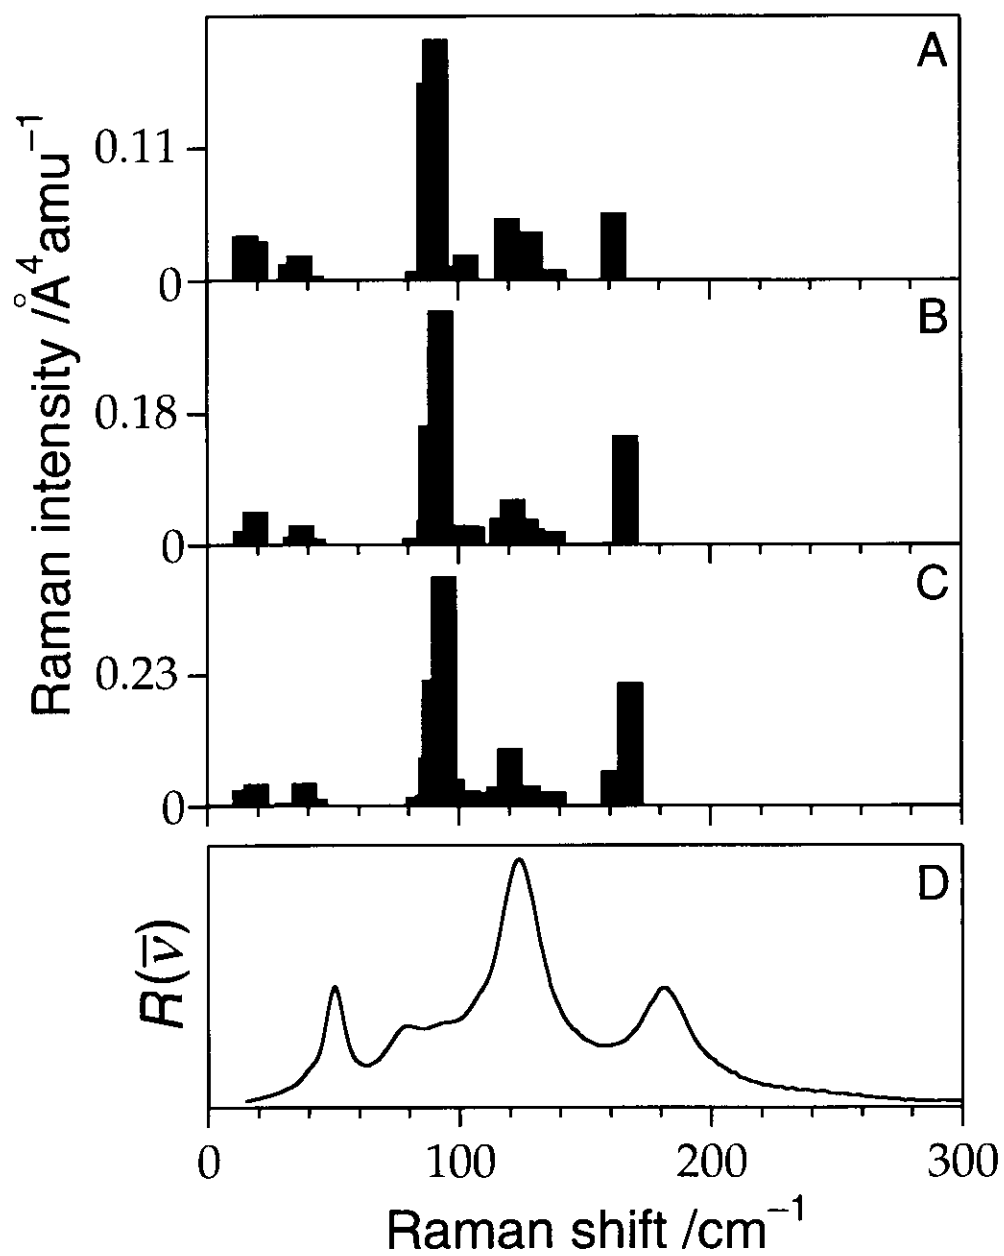 A
0.11
0
B
0.18
0
C
0.23
0
D
Raman intensity /Å⁴amu⁻¹
R(ν̅)
0
100
200
300
Raman shift /cm⁻¹